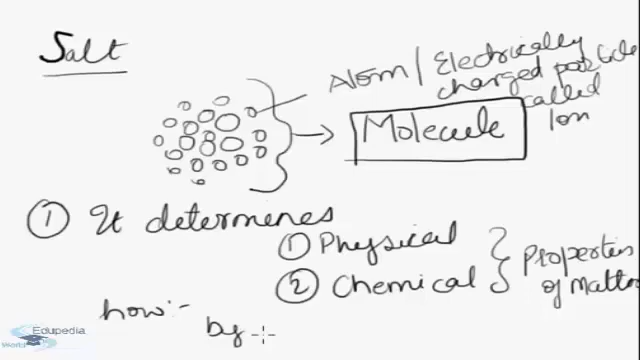 Salt
Atom / Electrically
charged particle
called
Ion
Molecule
① It determenes
① Physical
② Chemical
Properties
of Matter
how:-
by
Edupedia
World